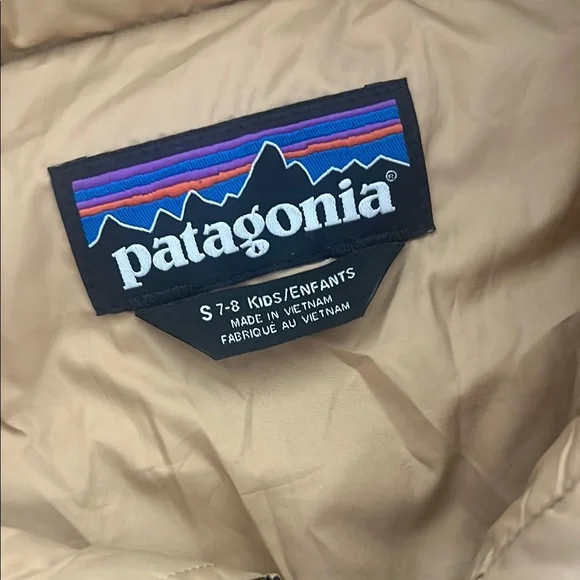 patagonia®
S 7-8 KIDS/ENFANTS
MADE IN VIETNAM
FABRIQUÉ AU VIETNAM